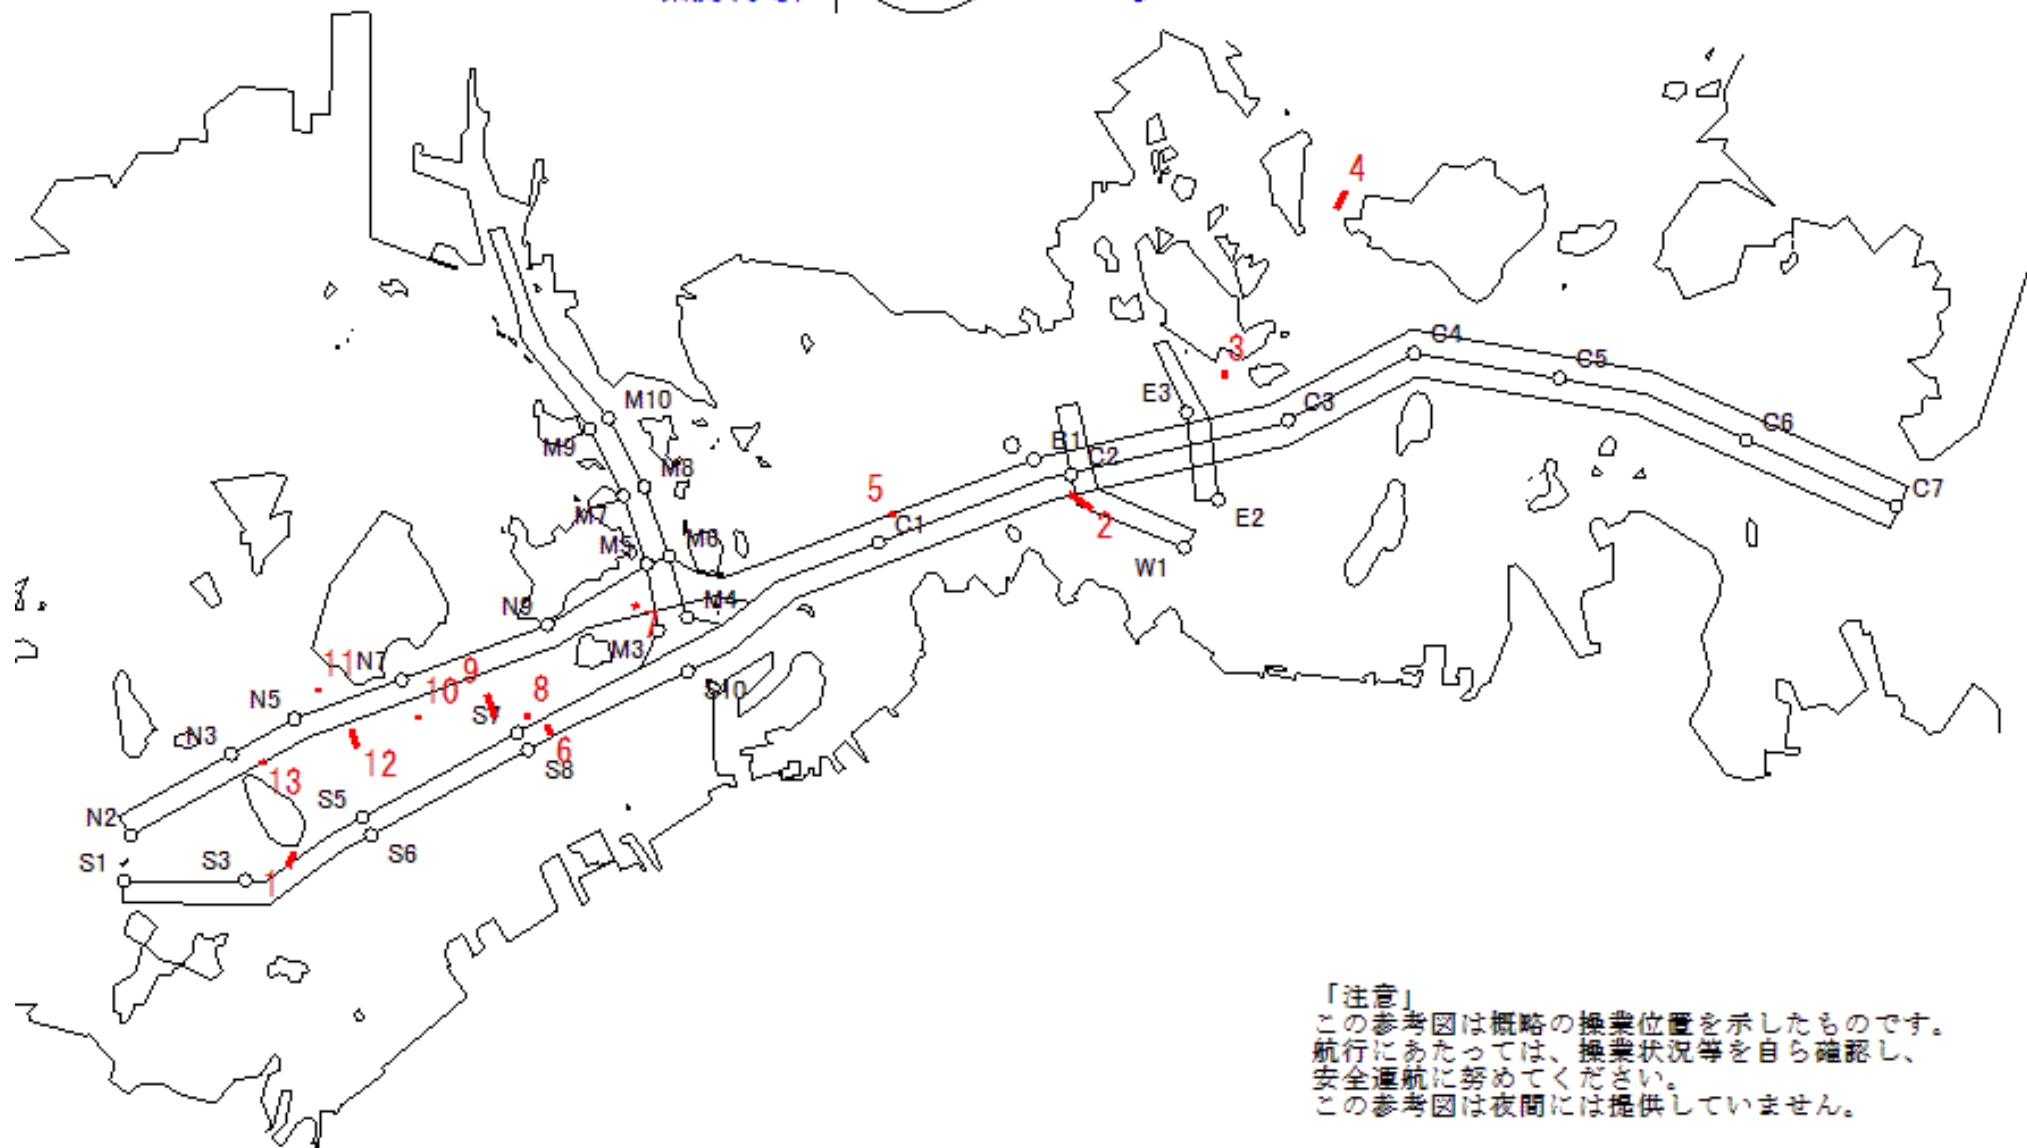 4
C4
3
C5
E3
M10
C3
C6
M9
B1
M8
C2
C7
5
M7
2
E2
C1
M5
M6
W1
N9
M4
7
M3
11
N7
9
S10
N5
10
8
S7
N3
6
12
S8
13
S5
N2
S6
S1
S3
1
「注意」
この参考図は概略の操業位置を示したものです。
航行にあたっては、操業状況等を自ら確認し、
安全運航に努めてください。
この参考図は夜間には提供していません。